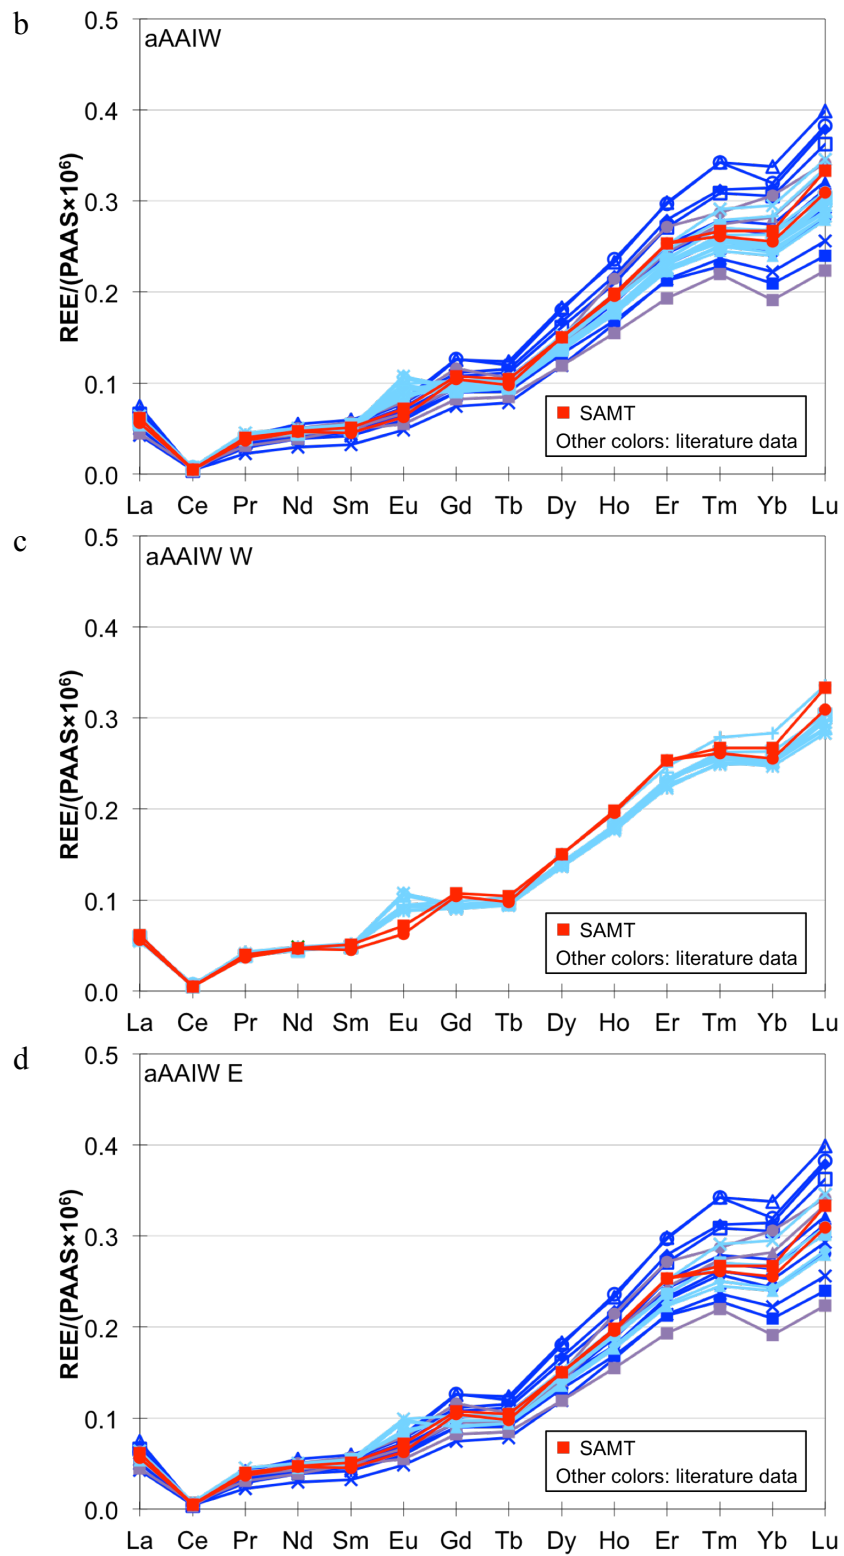 b
aAAIW
REE/(PAAS×10⁶)
0.5
0.4
0.3
0.2
0.1
0.0
SAMT
Other colors: literature data
La Ce Pr Nd Sm Eu Gd Tb Dy Ho Er Tm Yb Lu
c
aAAIW W
REE/(PAAS×10⁶)
0.5
0.4
0.3
0.2
0.1
0.0
SAMT
Other colors: literature data
La Ce Pr Nd Sm Eu Gd Tb Dy Ho Er Tm Yb Lu
d
aAAIW E
REE/(PAAS×10⁶)
0.5
0.4
0.3
0.2
0.1
0.0
SAMT
Other colors: literature data
La Ce Pr Nd Sm Eu Gd Tb Dy Ho Er Tm Yb Lu